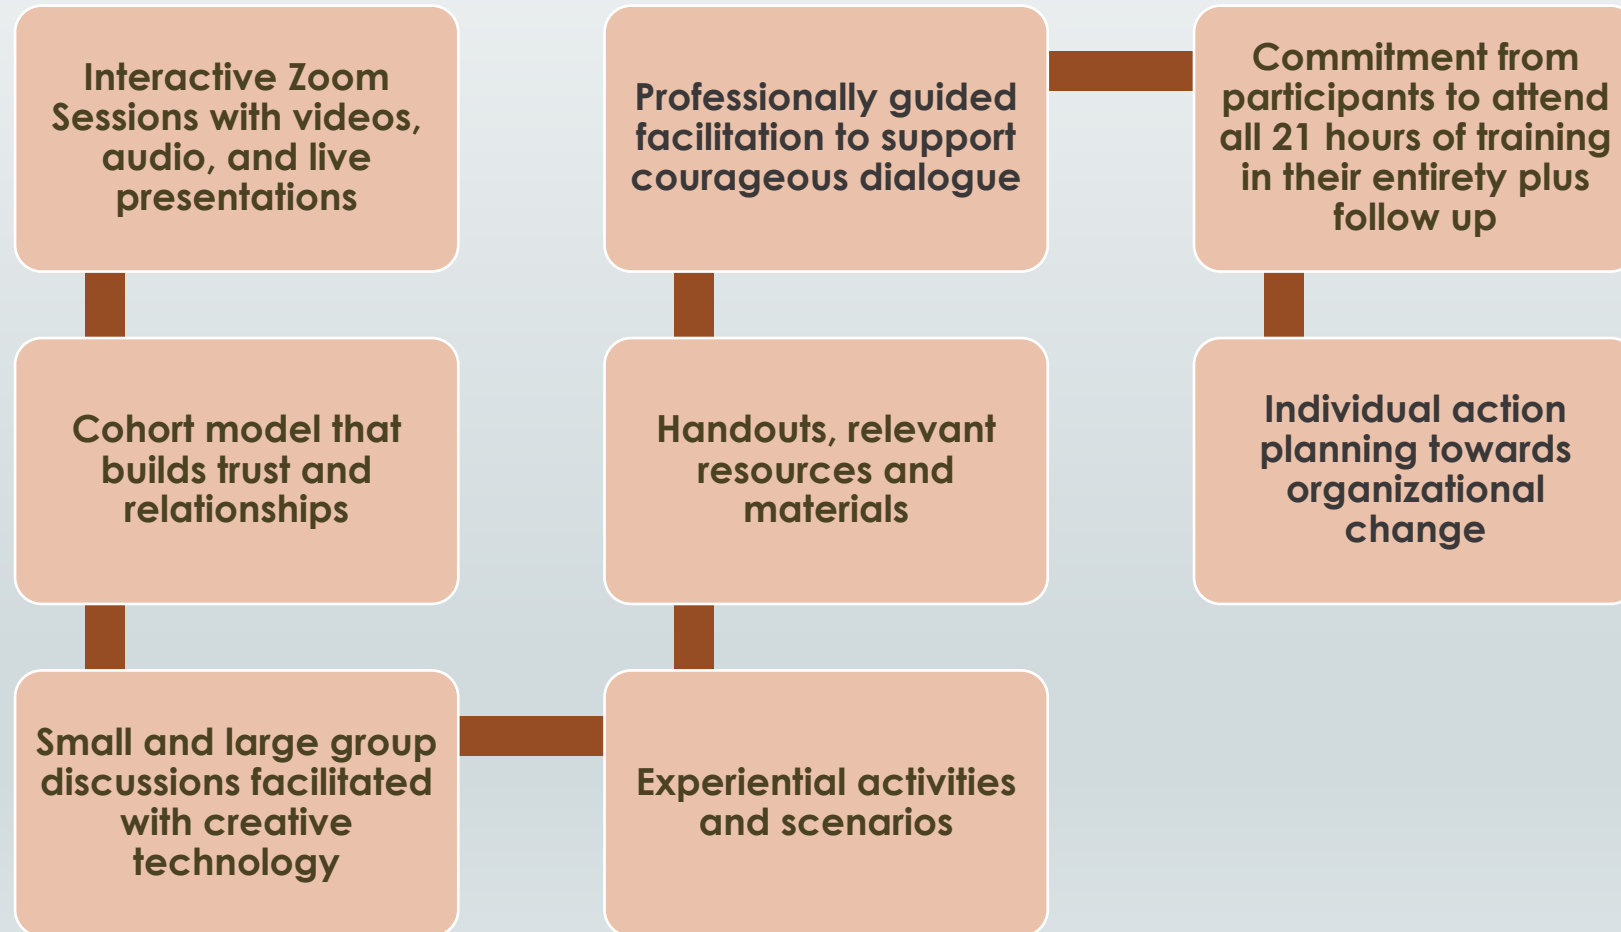 Interactive Zoom
Sessions with videos,
audio, and live
presentations
Cohort model that
builds trust and
relationships
Small and large group
discussions facilitated
with creative
technology
Experiential activities
and scenarios
Handouts, relevant
resources and
materials
Professionally guided
facilitation to support
courageous dialogue
Commitment from
participants to attend
all 21 hours of training
in their entirety plus
follow up
Individual action
planning towards
organizational
change